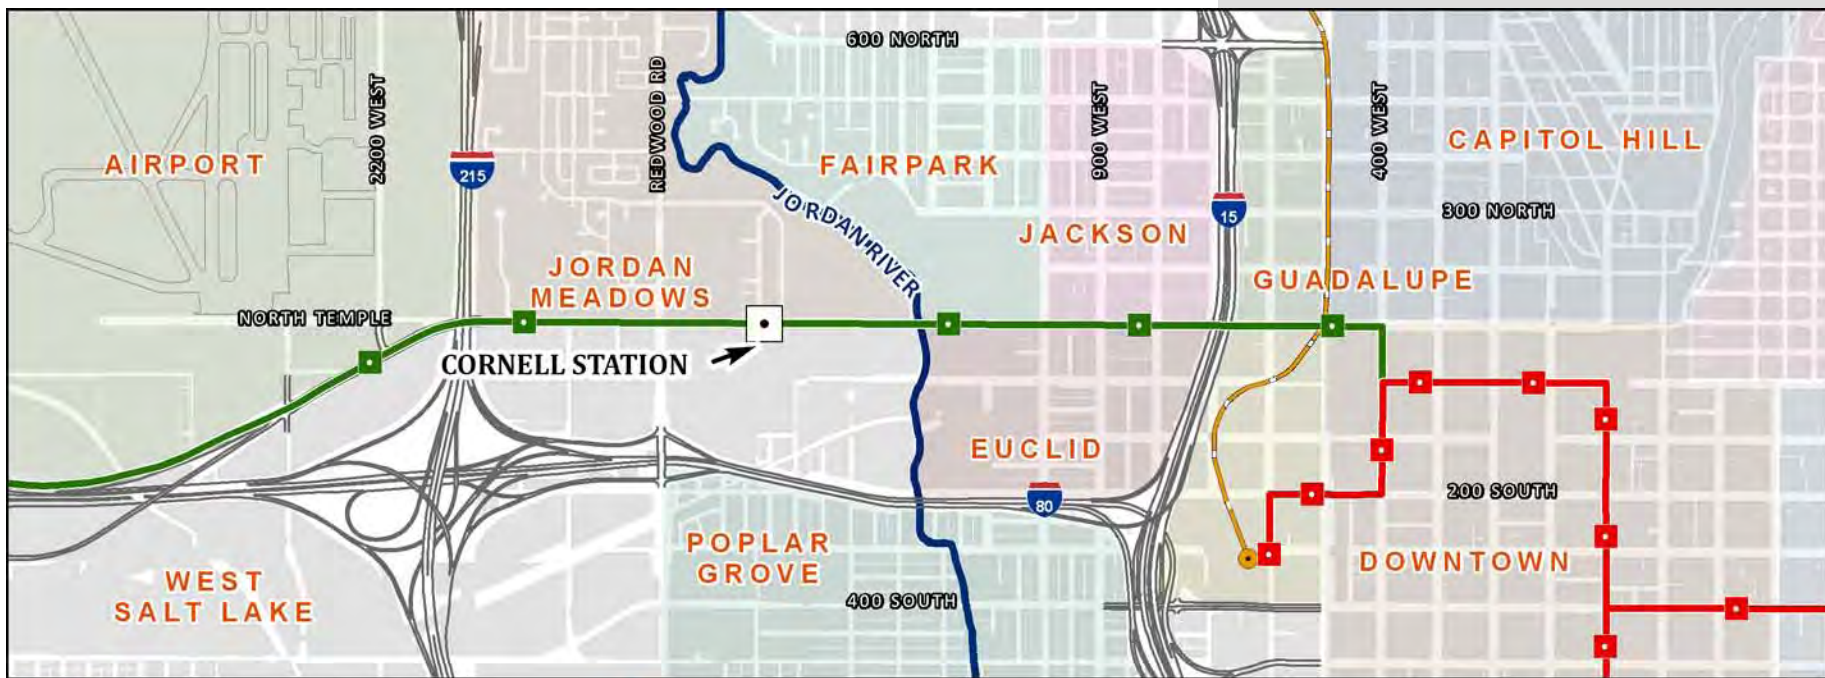 600 NORTH
REDWOOD RD
2200 WEST
900 WEST
400 WEST
AIRPORT
215
FAIRPARK
CAPITOL HILL
JORDAN RIVER
15
300 NORTH
JACKSON
JORDAN
MEADOWS
GUADALUPE
NORTH TEMPLE
CORNELL STATION
EUCLID
80
200 SOUTH
POPLAR
GROVE
DOWNTOWN
WEST
SALT LAKE
400 SOUTH